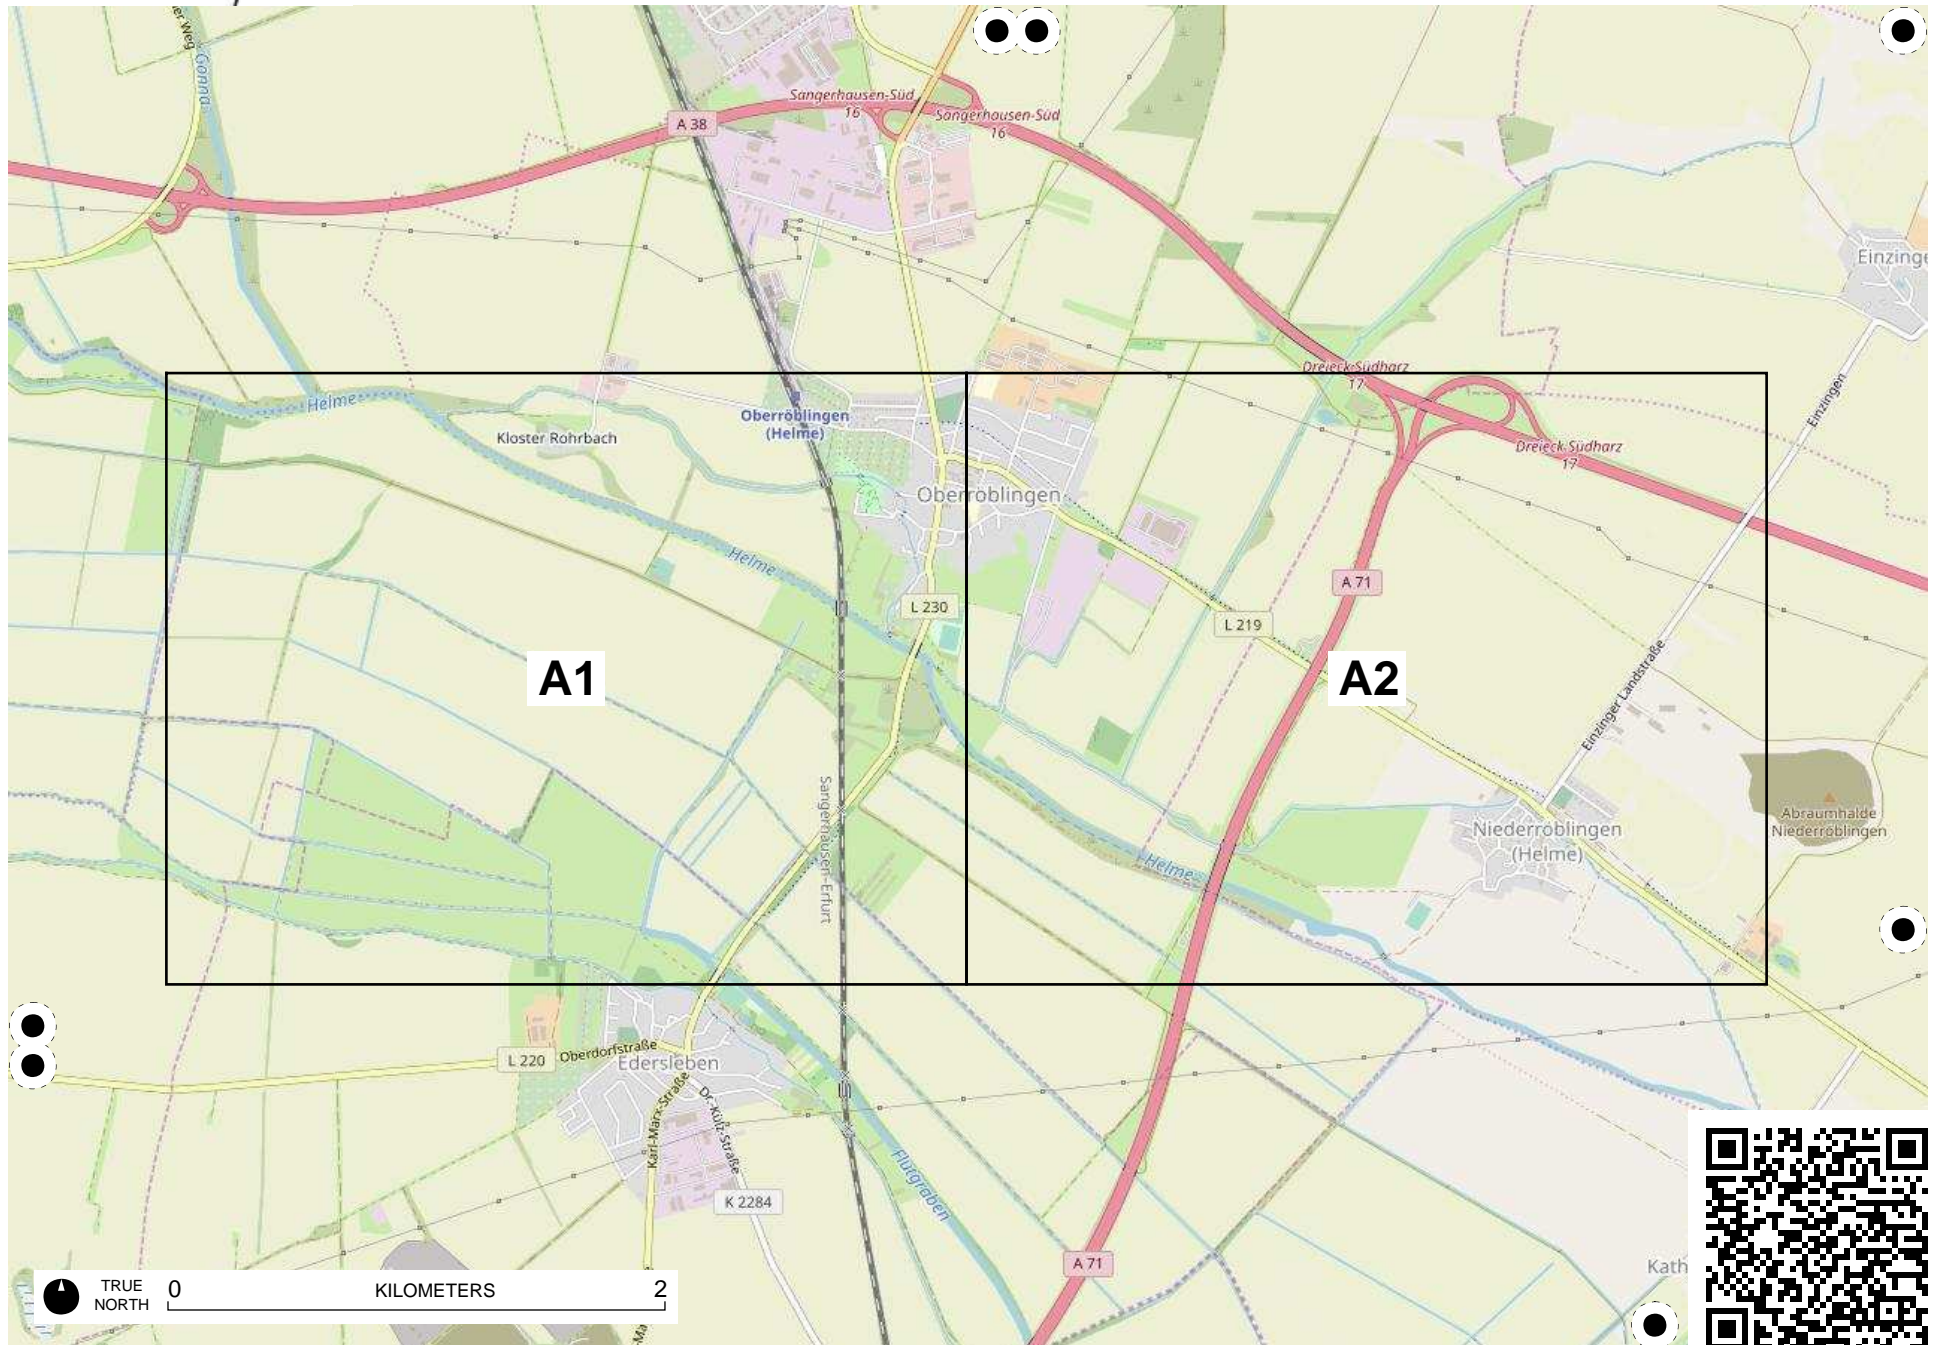 Gonna
A 38
Sangerhausen-Süd
16
Sangerhausen-Süd
16
Einzinge
Dreieck Südharz
17
Helme
Kloster Rohrbach
Oberröblingen
(Helme)
Einzingen
Dreieck Südharz
17
Oberröblingen
Helme
A 71
L 230
L 219
A1
A2
Einzinger Landstraße
Sangerhausen-Erfurt
Abraumhalde
Niederröblingen
Niederröblingen
(Helme)
Helme
L 220
Oberdorfstraße
Edersleben
Karl-Marx-Straße
Dr.-Külz-Straße
Flutgraben
K 2284
A 71
Kath
TRUE
NORTH
0
KILOMETERS
2